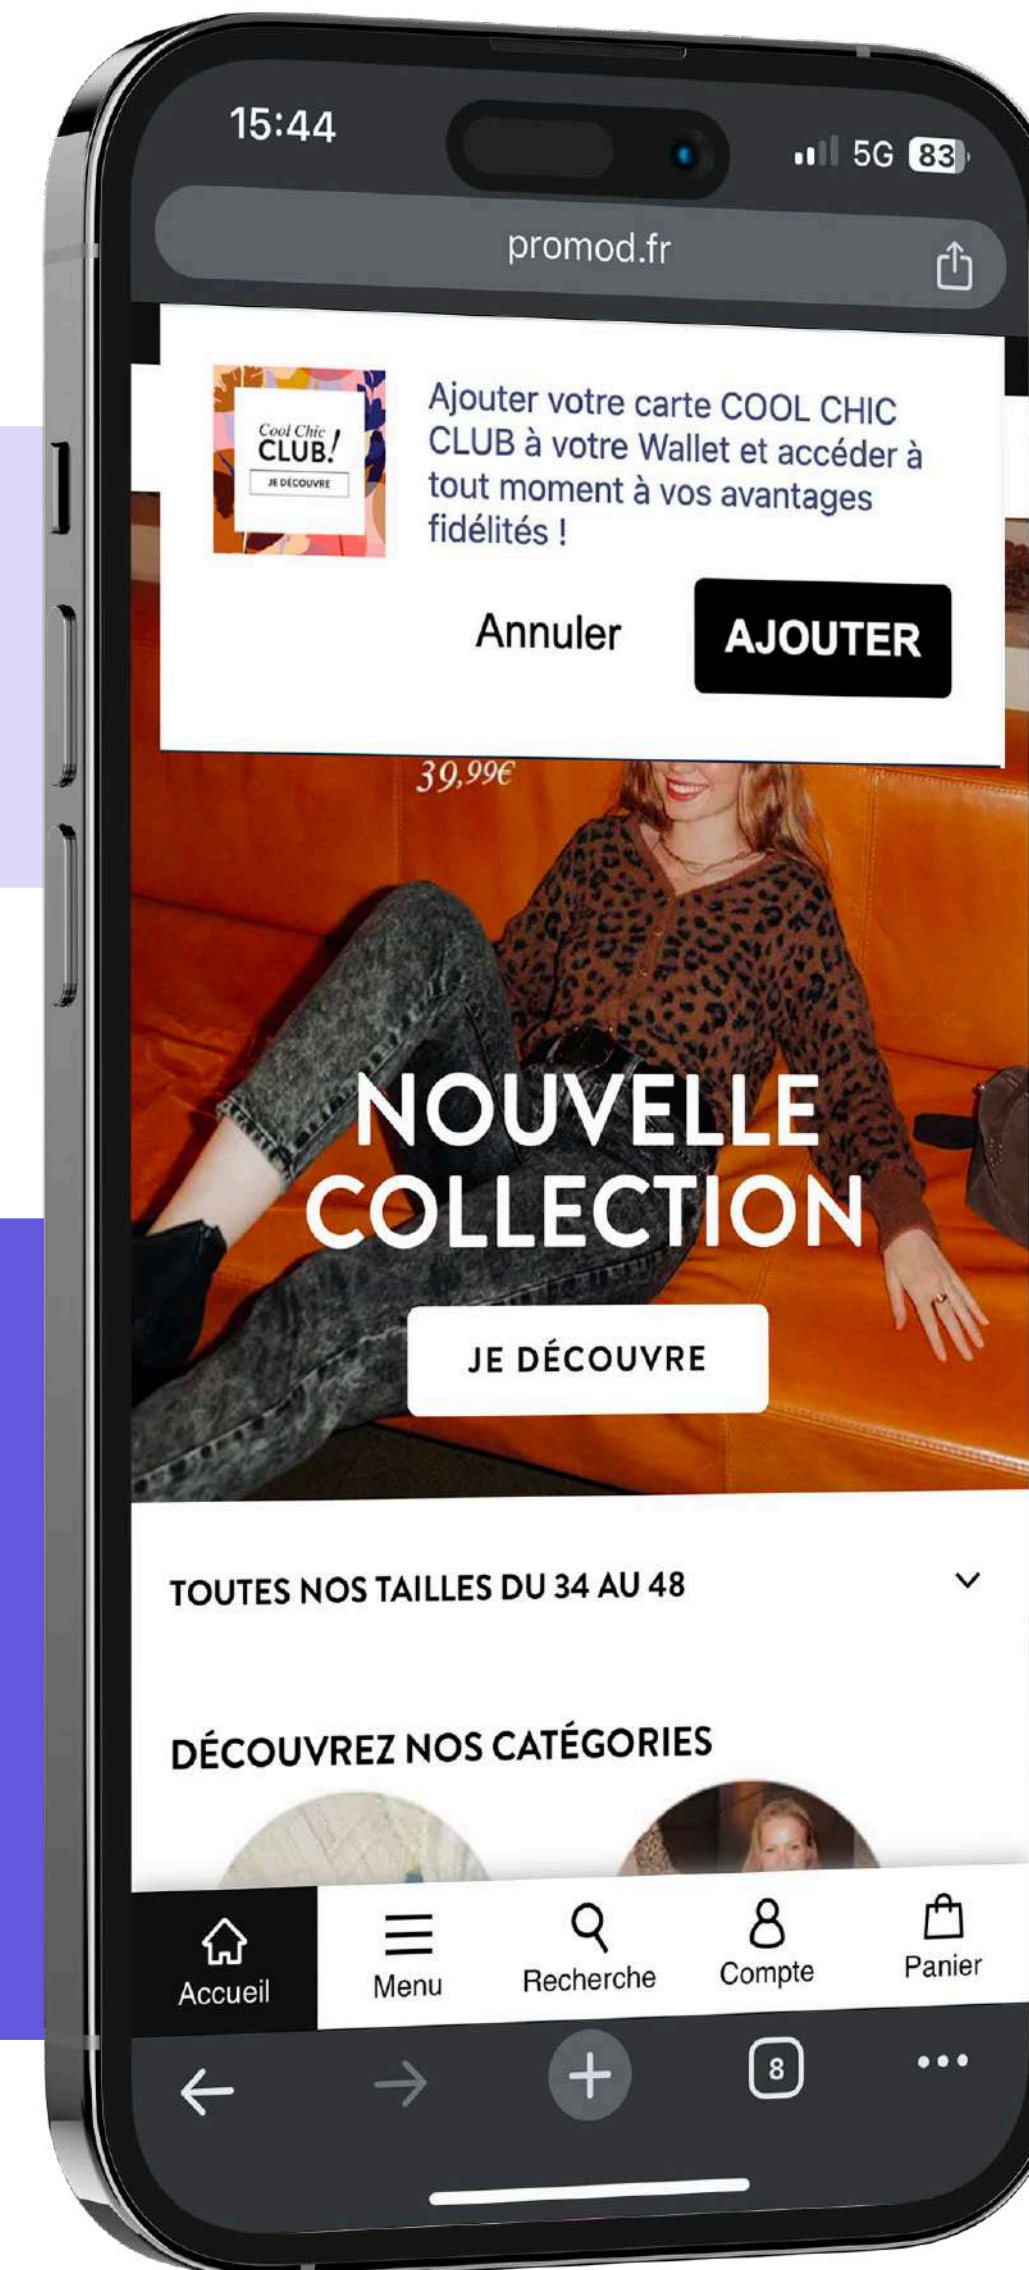 15:44
5G 83
promod.fr
Cool Chic
CLUB!
JE DÉCOUVRE
Ajouter votre carte COOL CHIC
CLUB à votre Wallet et accéder à
tout moment à vos avantages
fidélités !
Annuler AJOUTER
39,99€
NOUVELLE
COLLECTION
JE DÉCOUVRE
TOUTES NOS TAILLES DU 34 AU 48
DÉCOUVREZ NOS CATÉGORIES
Accueil Menu Recherche Compte Panier
8